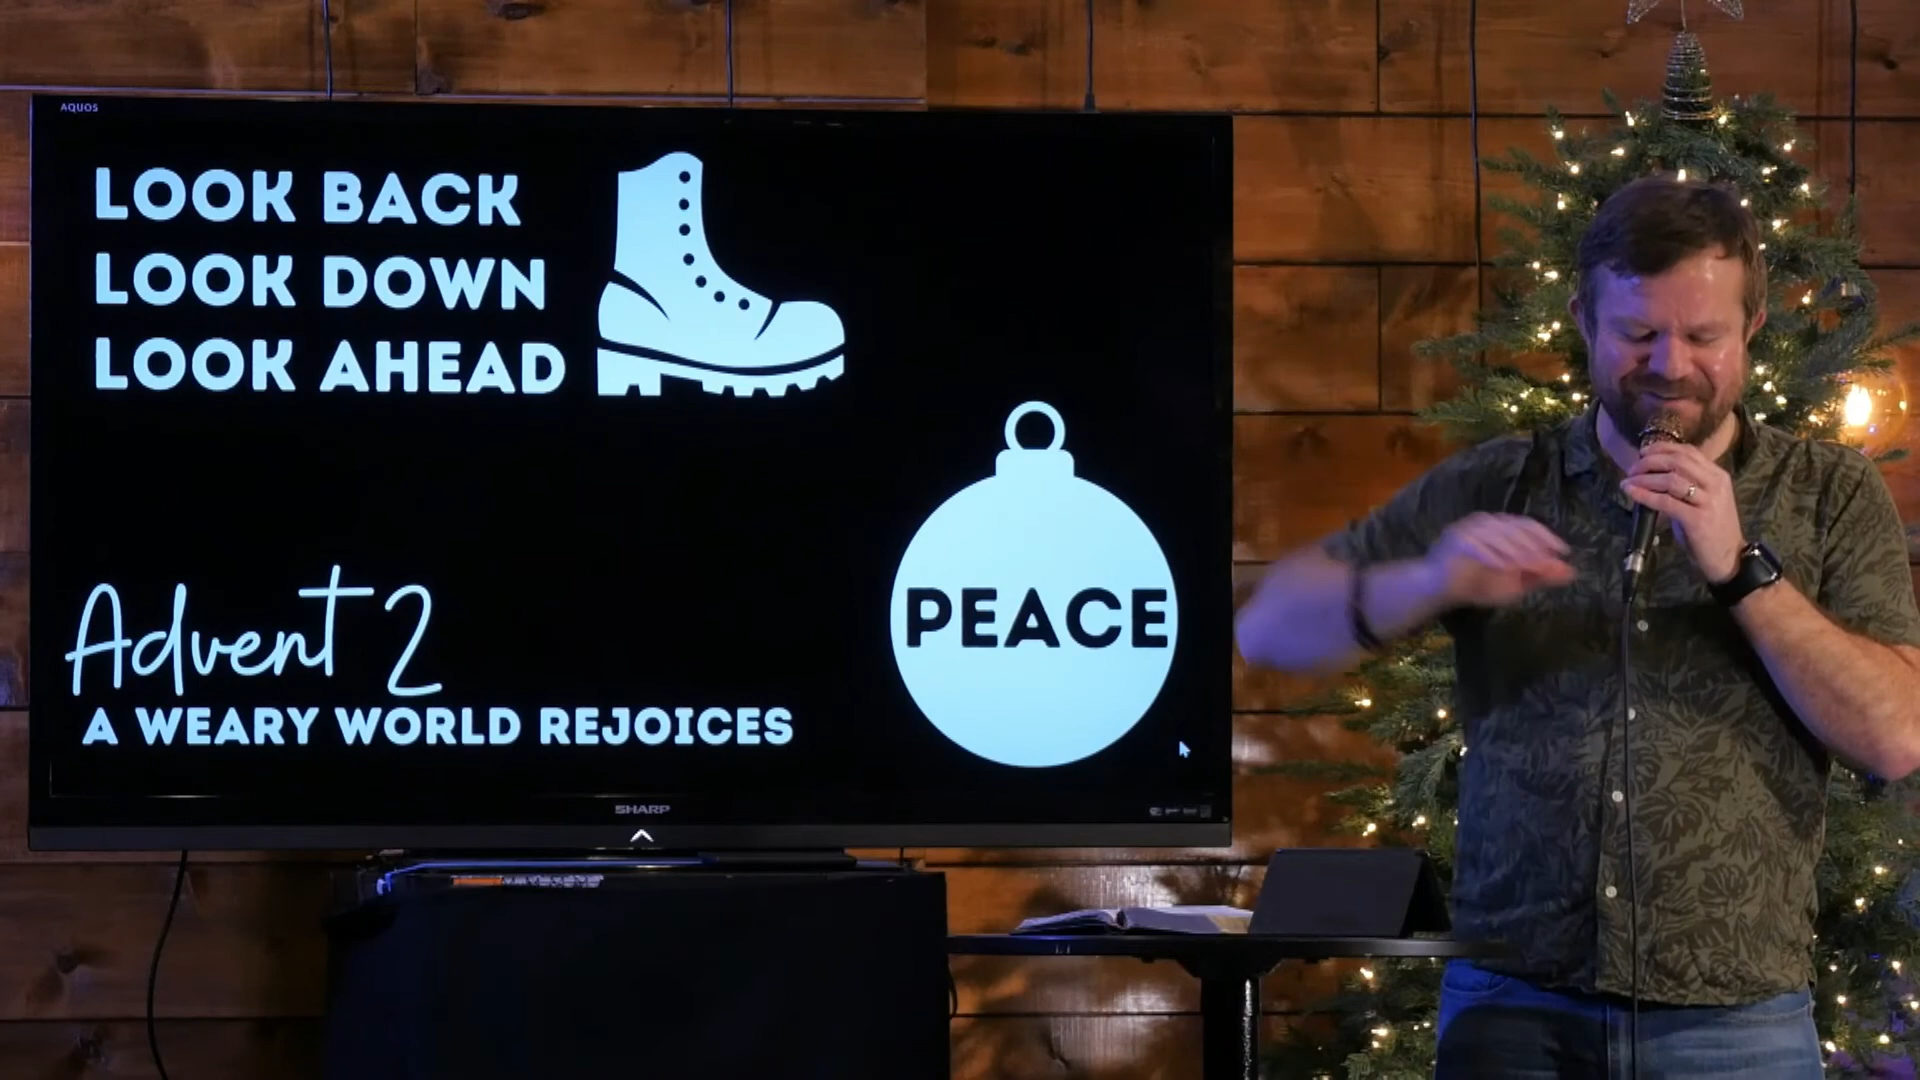 AQUOS
LOOK BACK
LOOK DOWN
LOOK AHEAD
PEACE
Advent 2
A WEARY WORLD REJOICES
SHARP